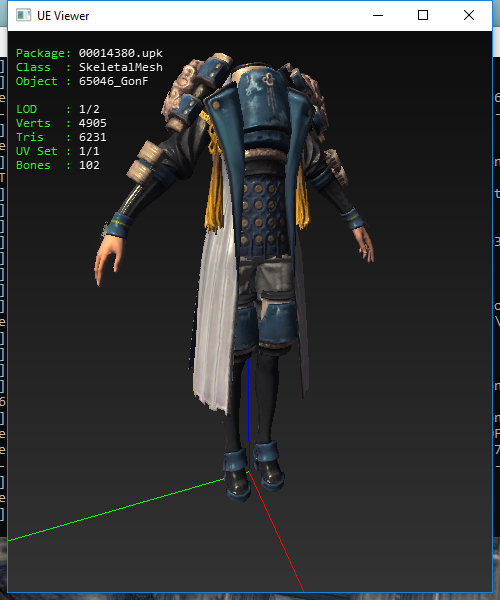 UE Viewer
Package: 00014380.upk
Class : SkeletalMesh
Object : 65046_GonF
LOD : 1/2
Verts : 4905
Tris : 6231
UV Set : 1/1
Bones : 102